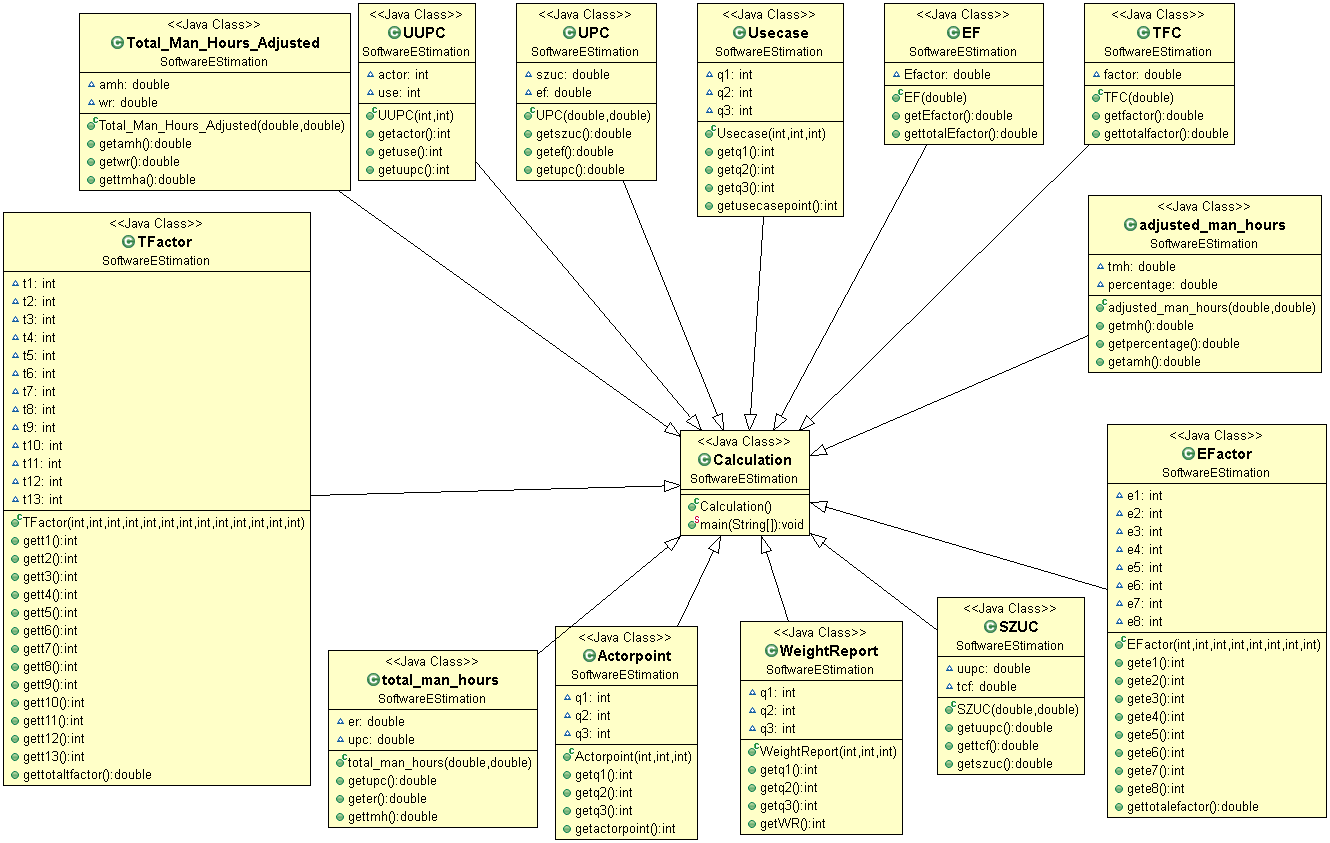 <<Java Class>>
Total_Man_Hours_Adjusted
SoftwareEStimation
amh: double
wr: double
Total_Man_Hours_Adjusted(double,double)
getamh():double
getwr():double
gettmha():double
<<Java Class>>
UUPC
SoftwareEStimation
actor: int
use: int
UUPC(int,int)
getactor():int
getuse():int
getuupc():int
<<Java Class>>
UPC
SoftwareEStimation
szuc: double
ef: double
UPC(double,double)
getszuc():double
getef():double
getupc():double
<<Java Class>>
Usecase
SoftwareEStimation
q1: int
q2: int
q3: int
Usecase(int,int,int)
getq1():int
getq2():int
getq3():int
getusecasepoint():int
<<Java Class>>
EF
SoftwareEStimation
Efactor: double
EF(double)
getEfactor():double
gettotalEfactor():double
<<Java Class>>
TFC
SoftwareEStimation
factor: double
TFC(double)
getfactor():double
gettotalfactor():double
<<Java Class>>
adjusted_man_hours
SoftwareEStimation
tmh: double
percentage: double
adjusted_man_hours(double,double)
getmh():double
getpercentage():double
getamh():double
<<Java Class>>
TFactor
SoftwareEStimation
t1: int
t2: int
t3: int
t4: int
t5: int
t6: int
t7: int
t8: int
t9: int
t10: int
t11: int
t12: int
t13: int
TFactor(int,int,int,int,int,int,int,int,int,int,int,int,int)
gett1():int
gett2():int
gett3():int
gett4():int
gett5():int
gett6():int
gett7():int
gett8():int
gett9():int
gett10():int
gett11():int
gett12():int
gett13():int
gettotaltfactor():double
<<Java Class>>
Calculation
SoftwareEStimation
Calculation()
main(String[]):void
<<Java Class>>
EFactor
SoftwareEStimation
e1: int
e2: int
e3: int
e4: int
e5: int
e6: int
e7: int
e8: int
EFactor(int,int,int,int,int,int,int,int)
gete1():int
gete2():int
gete3():int
gete4():int
gete5():int
gete6():int
gete7():int
gete8():int
gettotalefactor():double
<<Java Class>>
total_man_hours
SoftwareEStimation
er: double
upc: double
total_man_hours(double,double)
getupc():double
geter():double
gettmh():double
<<Java Class>>
Actorpoint
SoftwareEStimation
q1: int
q2: int
q3: int
Actorpoint(int,int,int)
getq1():int
getq2():int
getq3():int
getactorpoint():int
<<Java Class>>
WeightReport
SoftwareEStimation
q1: int
q2: int
q3: int
WeightReport(int,int,int)
getq1():int
getq2():int
getq3():int
getWR():int
<<Java Class>>
SZUC
SoftwareEStimation
uupc: double
tcf: double
SZUC(double,double)
getuupc():double
gettcf():double
getszuc():double